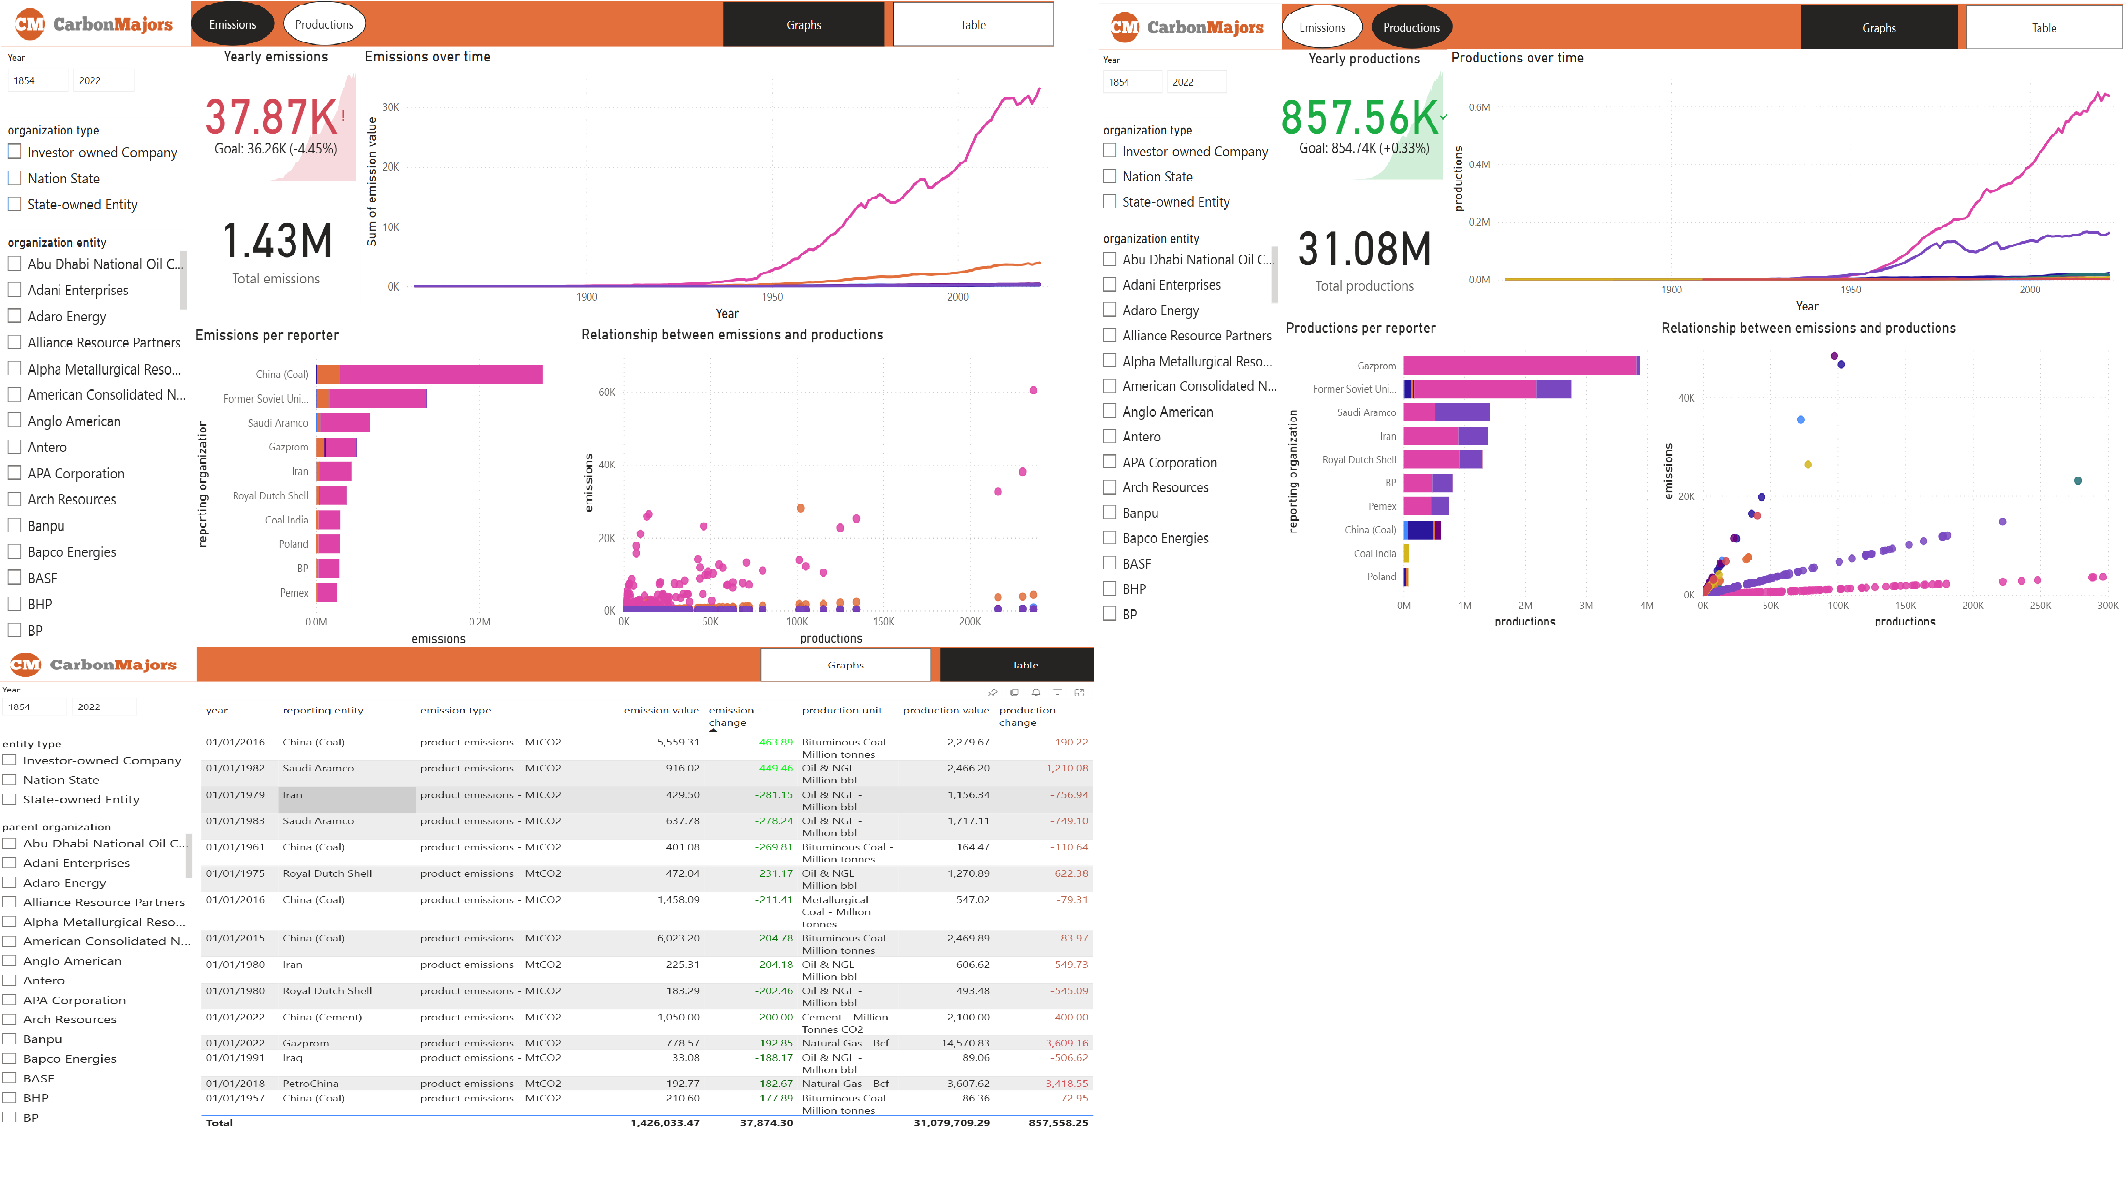 CM CarbonMajors
Emissions
Productions
Graphs
Table
Year
1854
2022
organization type
Investor-owned Company
Nation State
State-owned Entity
organization entity
Abu Dhabi National Oil C...
Adani Enterprises
Adaro Energy
Alliance Resource Partners
Alpha Metallurgical Reso...
American Consolidated N...
Anglo American
Antero
APA Corporation
Arch Resources
Banpu
Bapco Energies
BASF
BHP
BP
Yearly emissions
37.87K!
Goal: 36.26K (-4.45%)
1.43M
Total emissions
Emissions over time
Sum of emission value
30K
20K
10K
0K
1900
1950
2000
Year
Emissions per reporter
reporting organization
China (Coal)
Former Soviet Uni...
Saudi Aramco
Gazprom
Iran
Royal Dutch Shell
Coal India
Poland
BP
Pemex
0.0M
0.2M
emissions
Relationship between emissions and productions
emissions
60K
40K
20K
0K
0K
50K
100K
150K
200K
productions
CM CarbonMajors
Emissions
Productions
Graphs
Table
Year
1854
2022
organization type
Investor-owned Company
Nation State
State-owned Entity
organization entity
Abu Dhabi National Oil C...
Adani Enterprises
Adaro Energy
Alliance Resource Partners
Alpha Metallurgical Reso...
American Consolidated N...
Anglo American
Antero
APA Corporation
Arch Resources
Banpu
Bapco Energies
BASF
BHP
BP
Yearly productions
857.56K
Goal: 854.74K (+0.33%)
31.08M
Total productions
Productions over time
productions
0.6M
0.4M
0.2M
0.0M
1900
1950
2000
Year
Productions per reporter
reporting organization
Gazprom
Former Soviet Uni...
Saudi Aramco
Iran
Royal Dutch Shell
BP
Pemex
China (Coal)
Coal India
Poland
0M
1M
2M
3M
4M
productions
Relationship between emissions and productions
emissions
40K
20K
0K
0K
50K
100K
150K
200K
250K
300K
productions
CM CarbonMajors
Graphs
Table
Year
1854
2022
entity type
Investor-owned Company
Nation State
State-owned Entity
parent organization
Abu Dhabi National Oil C...
Adani Enterprises
Adaro Energy
Alliance Resource Partners
Alpha Metallurgical Reso...
American Consolidated N...
Anglo American
Antero
APA Corporation
Arch Resources
Banpu
Bapco Energies
BASF
BHP
BP
year reporting entity emission type emission value emission change production unit production value production change
01/01/2016 China (Coal) product emissions - MtCO2 5,559.31 -463.89 Bituminous Coal - Million tonnes 2,279.67 -190.22
01/01/1982 Saudi Aramco product emissions - MtCO2 916.02 -449.46 Oil & NGL - Million bbl 2,466.20 -1,210.08
01/01/1979 Iran product emissions - MtCO2 429.50 -281.15 Oil & NGL - Million bbl 1,156.34 -756.94
01/01/1983 Saudi Aramco product emissions - MtCO2 637.78 -278.24 Oil & NGL - Million bbl 1,717.11 -749.10
01/01/1961 China (Coal) product emissions - MtCO2 401.08 -269.81 Bituminous Coal - Million tonnes 164.47 -110.64
01/01/1975 Royal Dutch Shell product emissions - MtCO2 472.04 -231.17 Oil & NGL - Million bbl 1,270.89 -622.38
01/01/2016 China (Coal) product emissions - MtCO2 1,458.09 -211.41 Metallurgical Coal - Million tonnes 547.02 -79.31
01/01/2015 China (Coal) product emissions - MtCO2 6,023.20 -204.78 Bituminous Coal - Million tonnes 2,469.89 -83.97
01/01/1980 Iran product emissions - MtCO2 225.31 -204.18 Oil & NGL - Million bbl 606.62 -549.73
01/01/1980 Royal Dutch Shell product emissions - MtCO2 183.29 -202.46 Oil & NGL - Million bbl 493.48 -545.09
01/01/2022 China (Cement) product emissions - MtCO2 1,050.00 -200.00 Cement - Million Tonnes CO2 2,100.00 -400.00
01/01/2022 Gazprom product emissions - MtCO2 778.57 -192.85 Natural Gas - Bcf 14,570.83 -3,609.16
01/01/1991 Iraq product emissions - MtCO2 33.08 -188.17 Oil & NGL - Million bbl 89.06 -506.62
01/01/2018 PetroChina product emissions - MtCO2 192.77 -182.67 Natural Gas - Bcf 3,607.62 -3,418.55
01/01/1957 China (Coal) product emissions - MtCO2 210.60 -177.89 Bituminous Coal - Million tonnes 86.36 -72.95
Total 1,426,033.47 37,874.30 31,079,709.29 857,558.25